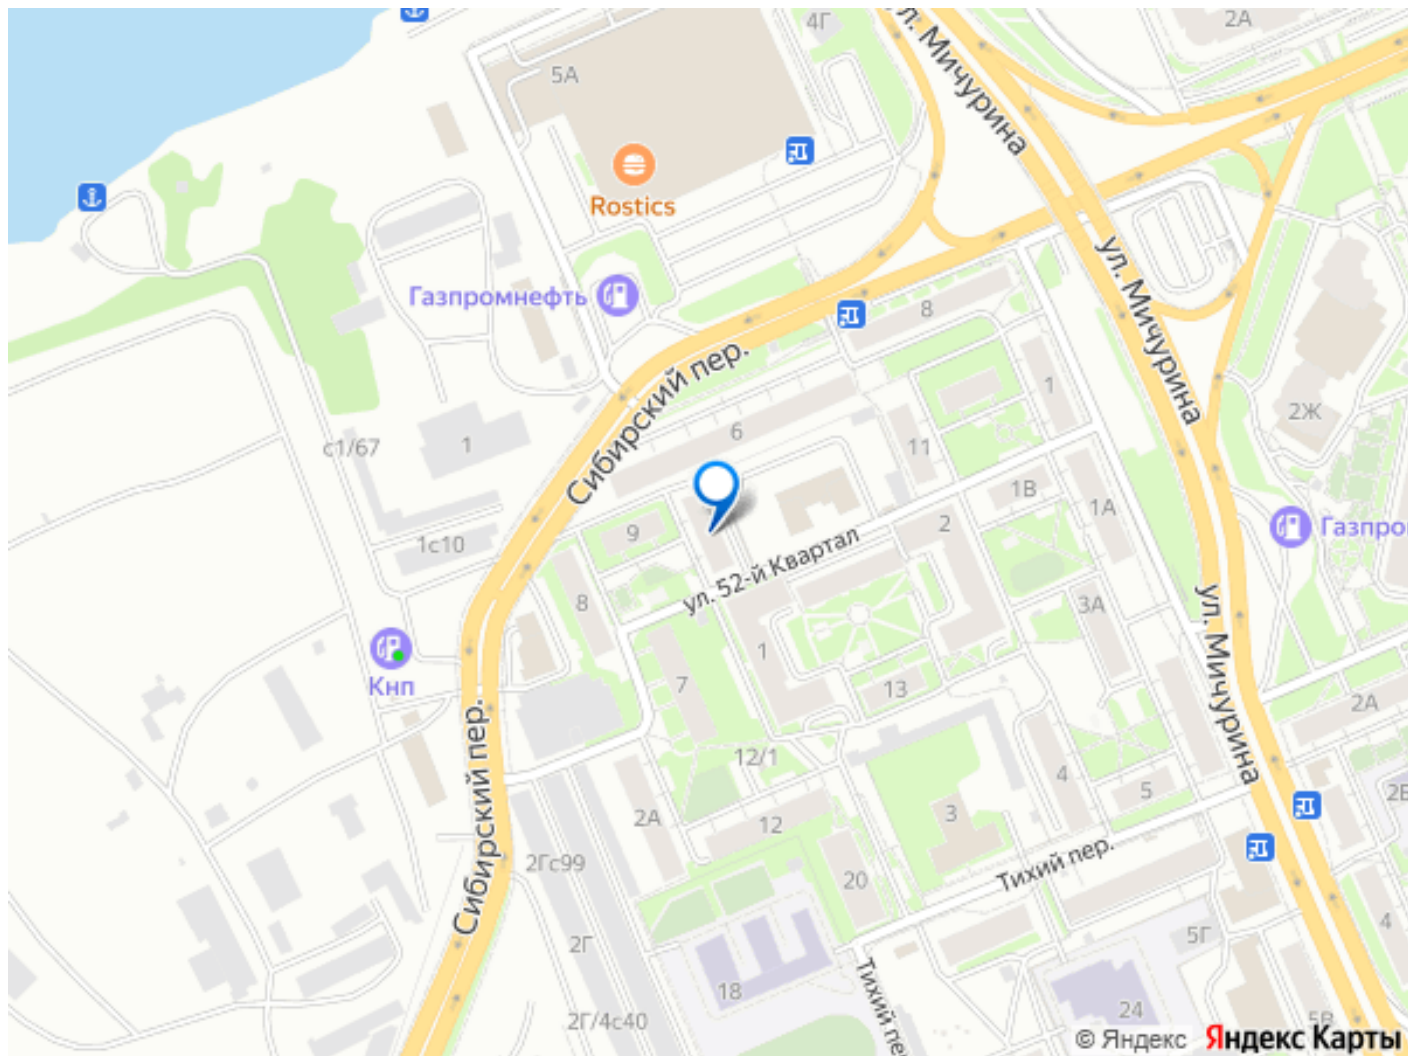 4Г
2А
5А
ул. Мичурина
Rostics
Газпромнефть
ул. Мичурина
8
Сибирский пер.
1
2Ж
6
11
с1/67
1
1В
2
1А
Газпро
9
1с10
ул. 52-й Квартал
8
3А
ул. Мичурина
1
Кнп
7
13
2А
Сибирский пер.
12/1
4
5
2В
2А
12
3
Тихий пер.
2Гс99
20
4
2Г
5Г
18
Тихий пе
24
2Г/4с40
5В
© Яндекс
Яндекс Карты